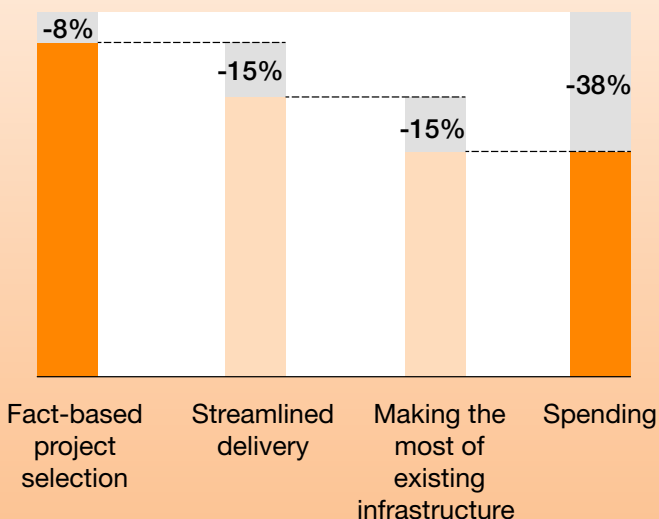 -8%
-15%
-15%
-38%
Fact-based
project
selection
Streamlined
delivery
Making the
most of
existing
infrastructure
Spending